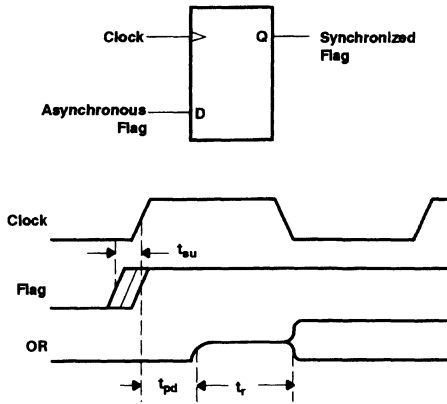 Clock
Q
Synchronized
Flag
Asynchronous
Flag
D
Clock
tsu
Flag
OR
tpd
tr